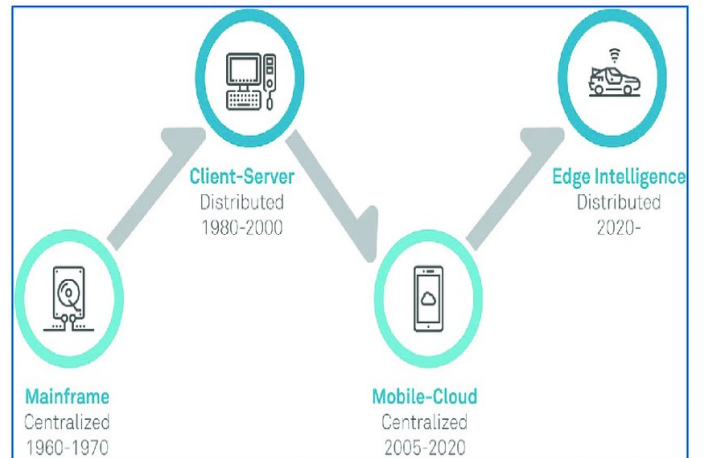 Client-Server
Distributed
1980-2000
Edge Intelligence
Distributed
2020-
Mainframe
Centralized
1960-1970
Mobile-Cloud
Centralized
2005-2020